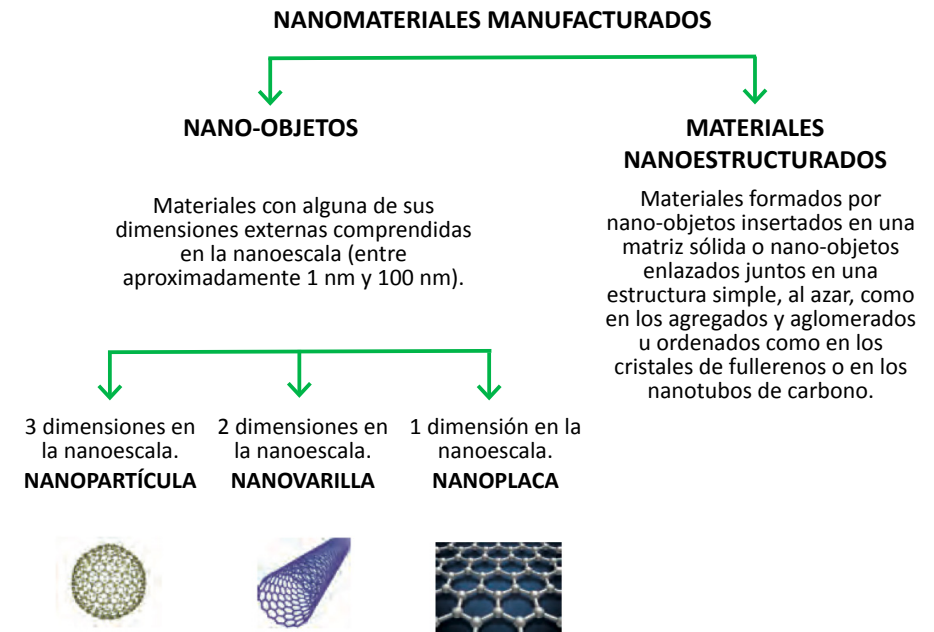 NANOMATERIALES MANUFACTURADOS
NANO-OBJETOS
Materiales con alguna de sus
dimensiones externas comprendidas
en la nanoescala (entre
aproximadamente 1 nm y 100 nm).
MATERIALES
NANOESTRUCTURADOS
Materiales formados por
nano-objetos insertados en una
matriz sólida o nano-objetos
enlazados juntos en una
estructura simple, al azar, como
en los agregados y aglomerados
u ordenados como en los
cristales de fullerenos o en los
nanotubos de carbono.
3 dimensiones en
la nanoescala.
NANOPARTÍCULA
2 dimensiones en
la nanoescala.
NANOVARILLA
1 dimensión en la
nanoescala.
NANOPLACA